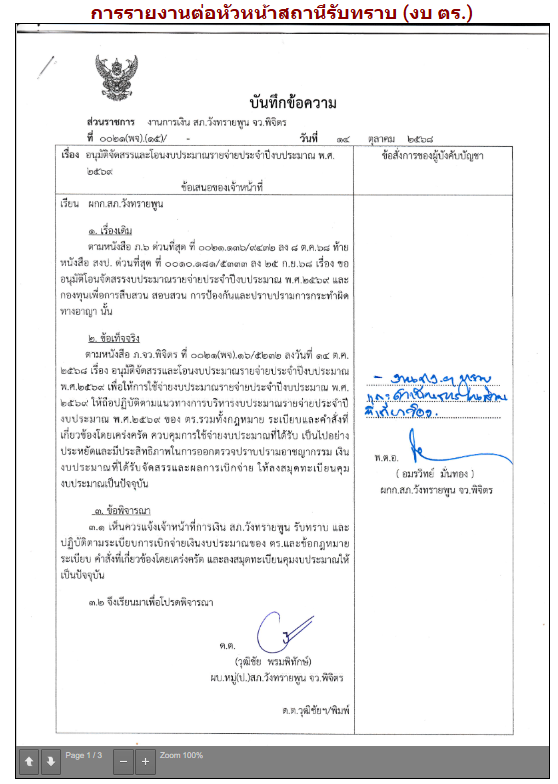 การรายงานต่อหัวหน้าสถานีรับทราบ (งบ ตร.)
บันทึกข้อความ
ส่วนราชการ งานการเงิน สภ.วังทรายพูน จว.พิจิตร
ที่ ๐๐๒๑(พจ).(๑๕)/ - วันที่ ๑๔ ตุลาคม ๒๕๖๘
เรื่อง อนุมัติจัดสรรและโอนงบประมาณรายจ่ายประจำปีงบประมาณ พ.ศ.
๒๕๖๙
ข้อเสนอของเจ้าหน้าที่
ข้อสั่งการของผู้บังคับบัญชา
เรียน ผกก.สภ.วังทรายพูน
๑. เรื่องเดิม
ตามหนังสือ ภ.๖ ด่วนที่สุด ที่ ๐๐๒๑.๑๓๖/๙๔๗๒ ลง ๘ ต.ค.๖๘ ท้าย
หนังสือ สงป. ด่วนที่สุด ที่ ๐๐๑๐.๑๘๑/๕๓๓๓ ลง ๒๕ ก.ย.๖๘ เรื่อง ขอ
อนุมัติโอนจัดสรรงบประมาณรายจ่ายประจำปีงบประมาณ พ.ศ.๒๕๖๙ และ
กองทุนเพื่อการสืบสวน สอบสวน การป้องกันและปราบปรามการกระทำผิด
ทางอาญา นั้น
๒. ข้อเท็จจริง
ตามหนังสือ ภ.จว.พิจิตร ที่ ๐๐๒๑(พจ).๑๖/๕๒๓๒ ลงวันที่ ๑๔ ต.ค.
๒๕๖๘ เรื่อง อนุมัติจัดสรรและโอนงบประมาณรายจ่ายประจำปีงบประมาณ
พ.ศ.๒๕๖๙ เพื่อให้การใช้จ่ายงบประมาณรายจ่ายประจำปีงบประมาณ พ.ศ.
๒๕๖๙ ให้ถือปฏิบัติตามแนวทางการบริหารงบประมาณรายจ่ายประจำปี
งบประมาณ พ.ศ.๒๕๖๙ ของ ตร.รวมทั้งกฎหมาย ระเบียบและคำสั่งที่
เกี่ยวข้องโดยเคร่งครัด ควบคุมการใช้จ่ายงบประมาณที่ได้รับ เป็นไปอย่าง
ประหยัดและมีประสิทธิภาพในการออกตรวจปราบปรามอาชญากรรม เงิน
งบประมาณที่ได้รับจัดสรรและผลการเบิกจ่าย ให้ลงสมุดทะเบียนคุม
งบประมาณเป็นปัจจุบัน
๓. ข้อพิจารณา
๓.๑ เห็นควรแจ้งเจ้าหน้าที่การเงิน สภ.วังทรายพูน รับทราบ และ
ปฏิบัติตามระเบียบการเบิกจ่ายเงินงบประมาณของ ตร.และข้อกฎหมาย
ระเบียบ คำสั่งที่เกี่ยวข้องโดยเคร่งครัด และลงสมุดทะเบียนคุมงบประมาณให้
เป็นปัจจุบัน
๓.๒ จึงเรียนมาเพื่อโปรดพิจารณา
ด.ต.
(วุฒิชัย พรมพิทักษ์)
ผบ.หมู่(ป.)สภ.วังทรายพูน จว.พิจิตร
ด.ต.วุฒิชัยฯ/พิมพ์
พ.ต.อ.
( อมรวิทย์ มั่นทอง )
ผกก.สภ.วังทรายพูน จว.พิจิตร
Page 1 / 3
Zoom 100%